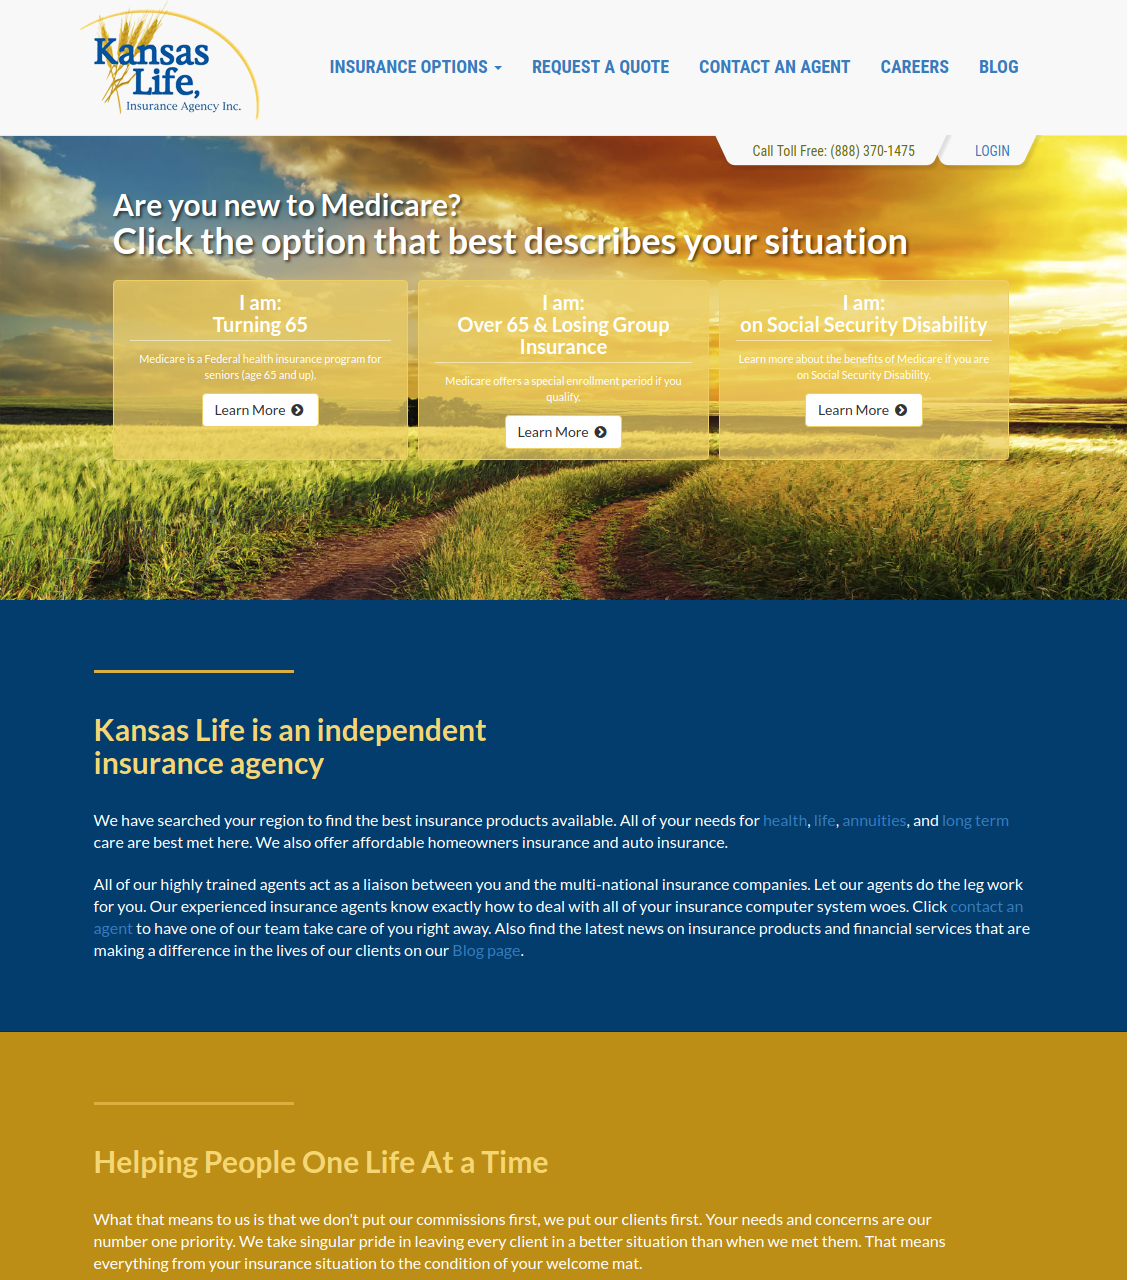 Kansas
Life,
Insurance Agency Inc.
INSURANCE OPTIONS
REQUEST A QUOTE
CONTACT AN AGENT
CAREERS
BLOG
Call Toll Free: (888) 370-1475
LOGIN
Are you new to Medicare?
Click the option that best describes your situation
I am:
Turning 65
Medicare is a Federal health insurance program for
seniors (age 65 and up).
Learn More
I am:
Over 65 & Losing Group
Insurance
Medicare offers a special enrollment period if you
qualify.
Learn More
I am:
on Social Security Disability
Learn more about the benefits of Medicare if you are
on Social Security Disability.
Learn More
Kansas Life is an independent
insurance agency
We have searched your region to find the best insurance products available. All of your needs for health, life, annuities, and long term
care are best met here. We also offer affordable homeowners insurance and auto insurance.
All of our highly trained agents act as a liaison between you and the multi-national insurance companies. Let our agents do the leg work
for you. Our experienced insurance agents know exactly how to deal with all of your insurance computer system woes. Click contact an
agent to have one of our team take care of you right away. Also find the latest news on insurance products and financial services that are
making a difference in the lives of our clients on our Blog page.
Helping People One Life At a Time
What that means to us is that we don't put our commissions first, we put our clients first. Your needs and concerns are our
number one priority. We take singular pride in leaving every client in a better situation than when we met them. That means
everything from your insurance situation to the condition of your welcome mat.